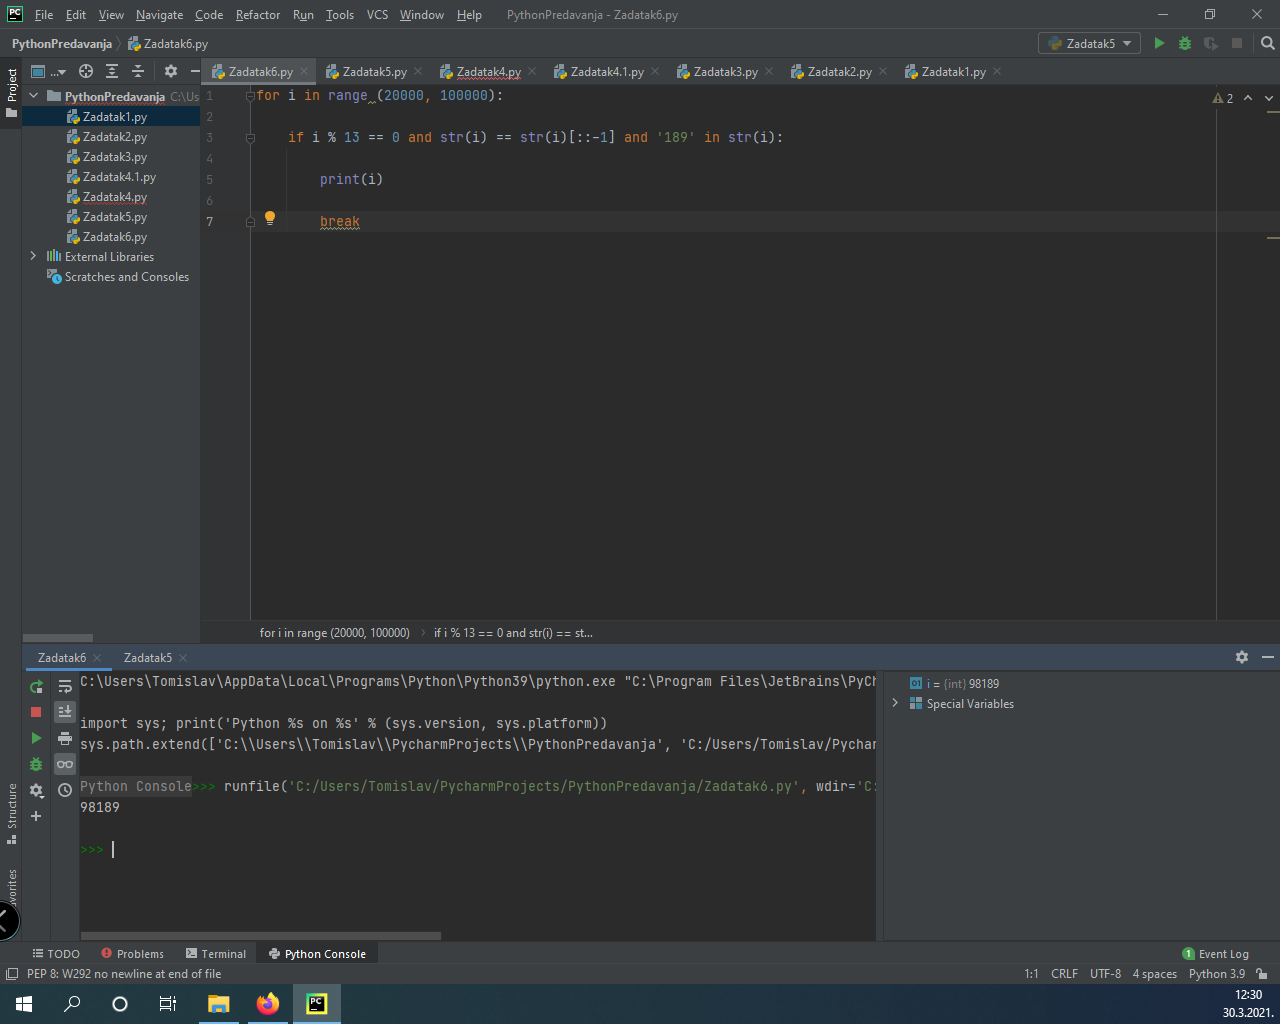 File Edit View Navigate Code Refactor Run Tools VCS Window Help PythonPredavanja - Zadatak6.py
PythonPredavanja Zadatak6.py Zadatak5
Project
... Zadatak6.py Zadatak5.py Zadatak4.py Zadatak4.1.py Zadatak3.py Zadatak2.py Zadatak1.py
PythonPredavanja C:\Us
Zadatak1.py
Zadatak2.py
Zadatak3.py
Zadatak4.1.py
Zadatak4.py
Zadatak5.py
Zadatak6.py
External Libraries
Scratches and Consoles
1 for i in range (20000, 100000):
2
3 if i % 13 == 0 and str(i) == str(i)[::-1] and '189' in str(i):
4
5 print(i)
6
7 break
2
for i in range (20000, 100000) if i % 13 == 0 and str(i) == st...
Zadatak6 Zadatak5
C:\Users\Tomislav\AppData\Local\Programs\Python\Python39\python.exe "C:\Program Files\JetBrains\PyCh
import sys; print('Python %s on %s' % (sys.version, sys.platform))
sys.path.extend(['C:\\Users\\Tomislav\\PycharmProjects\\PythonPredavanja', 'C:/Users/Tomislav/Pychar
Python Console>>> runfile('C:/Users/Tomislav/PycharmProjects/PythonPredavanja/Zadatak6.py', wdir='C:
98189
>>>
i = {int} 98189
Special Variables
Structure
avorites
TODO Problems Terminal Python Console 1 Event Log
PEP 8: W292 no newline at end of file 1:1 CRLF UTF-8 4 spaces Python 3.9
12:30
30.3.2021.